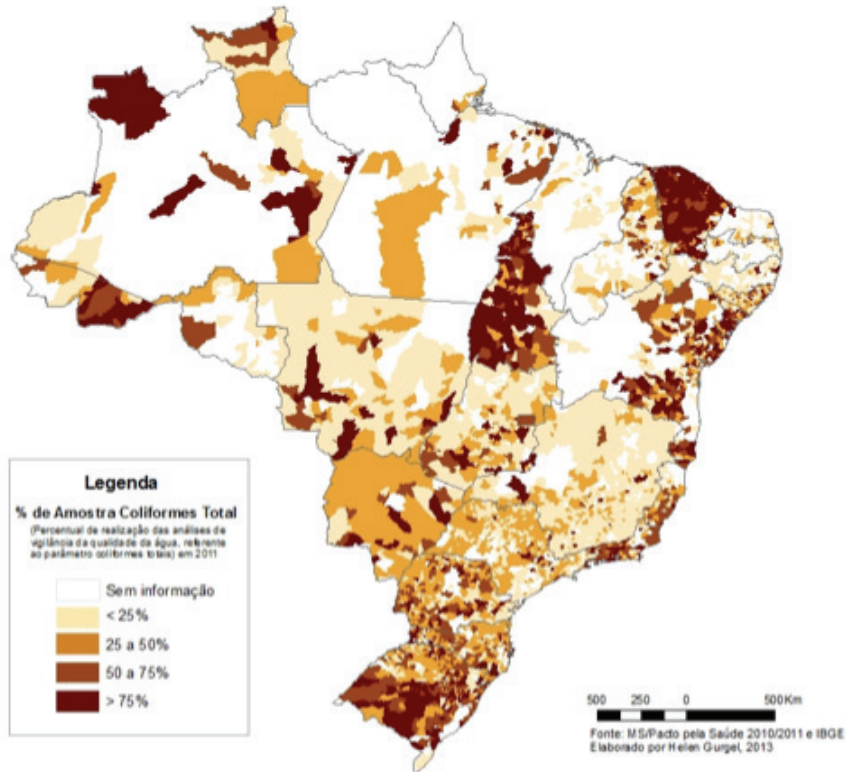 Legenda
% de Amostra Coliformes Total
(Percentual de realização das análises de
vigilância da qualidade da água, referente
ao parâmetro coliformes totais) em 2011
Sem informação
< 25%
25 a 50%
50 a 75%
> 75%
500 250 0 500 Km
Fonte: MS/Pacto pela Saúde 2010/2011 e IBGE
Elaborado por Helen Gurgel, 2013